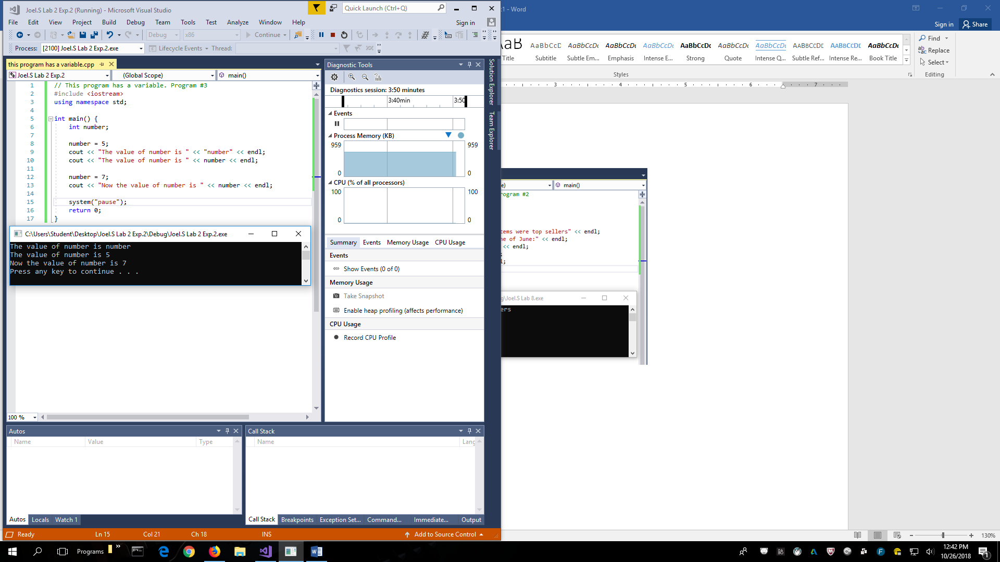 Joel.S Lab 2 Exp.2 (Running) - Microsoft Visual Studio
Quick Launch (Ctrl+Q)
File Edit View Project Build Debug Team Tools Test Analyze Window Help
Sign in
Debug x86 Continue
Process: [2100] Joel.S Lab 2 Exp.2.exe Lifecycle Events Thread:
this program has a variable.cpp
Joel.S Lab 2 Exp.2 (Global Scope) main()
1 // This program has a variable. Program #3
2 #include <iostream>
3 using namespace std;
4
5 int main() {
6 int number;
7
8 number = 5;
9 cout << "The value of number is " << "number" << endl;
10 cout << "The value of number is " << number << endl;
11
12 number = 7;
13 cout << "Now the value of number is " << number << endl;
14
15 system("pause");
16 return 0;
17 }
C:\Users\Student\Desktop\Joel.S Lab 2 Exp.2\Debug\Joel.S Lab 2 Exp.2.exe
The value of number is number
The value of number is 5
Now the value of number is 7
Press any key to continue . . .
100 %
Diagnostic Tools
Diagnostics session: 3:50 minutes
3:40min 3:50
Events
Process Memory (KB)
959 959
0 0
CPU (% of all processors)
100 100
0 0
Summary Events Memory Usage CPU Usage
Events
Show Events (0 of 0)
Memory Usage
Take Snapshot
Enable heap profiling (affects performance)
CPU Usage
Record CPU Profile
Solution Explorer
Team Explorer
Autos
Name Value Type
Autos Locals Watch 1
Call Stack
Name Lang
Call Stack Breakpoints Exception Set... Command... Immediate... Output
Ready Ln 15 Col 21 Ch 18 INS Add to Source Control
1 - Word
Sign in Share
AaB AaBbCcD AaBbCcDc AaBbCcDc AaBbCcDc AaBbCcDc AaBbCcDc AaBbCcDc AABBCCDE AABBCCDE AaBbCcDc
Title Subtitle Subtle Em... Emphasis Intense E... Strong Quote Intense Q... Subtle Ref... Intense Re... Book Title
Styles
Find
Replace
Select
Editing
3 4 5 6 7
e) main()
rogram #2
tems were top sellers" << endl;
ne of June:" << endl;
<< endl;
;
l;
g\Joel.S Lab 8.exe
ers
130%
Programs
12:42 PM
10/26/2018
1